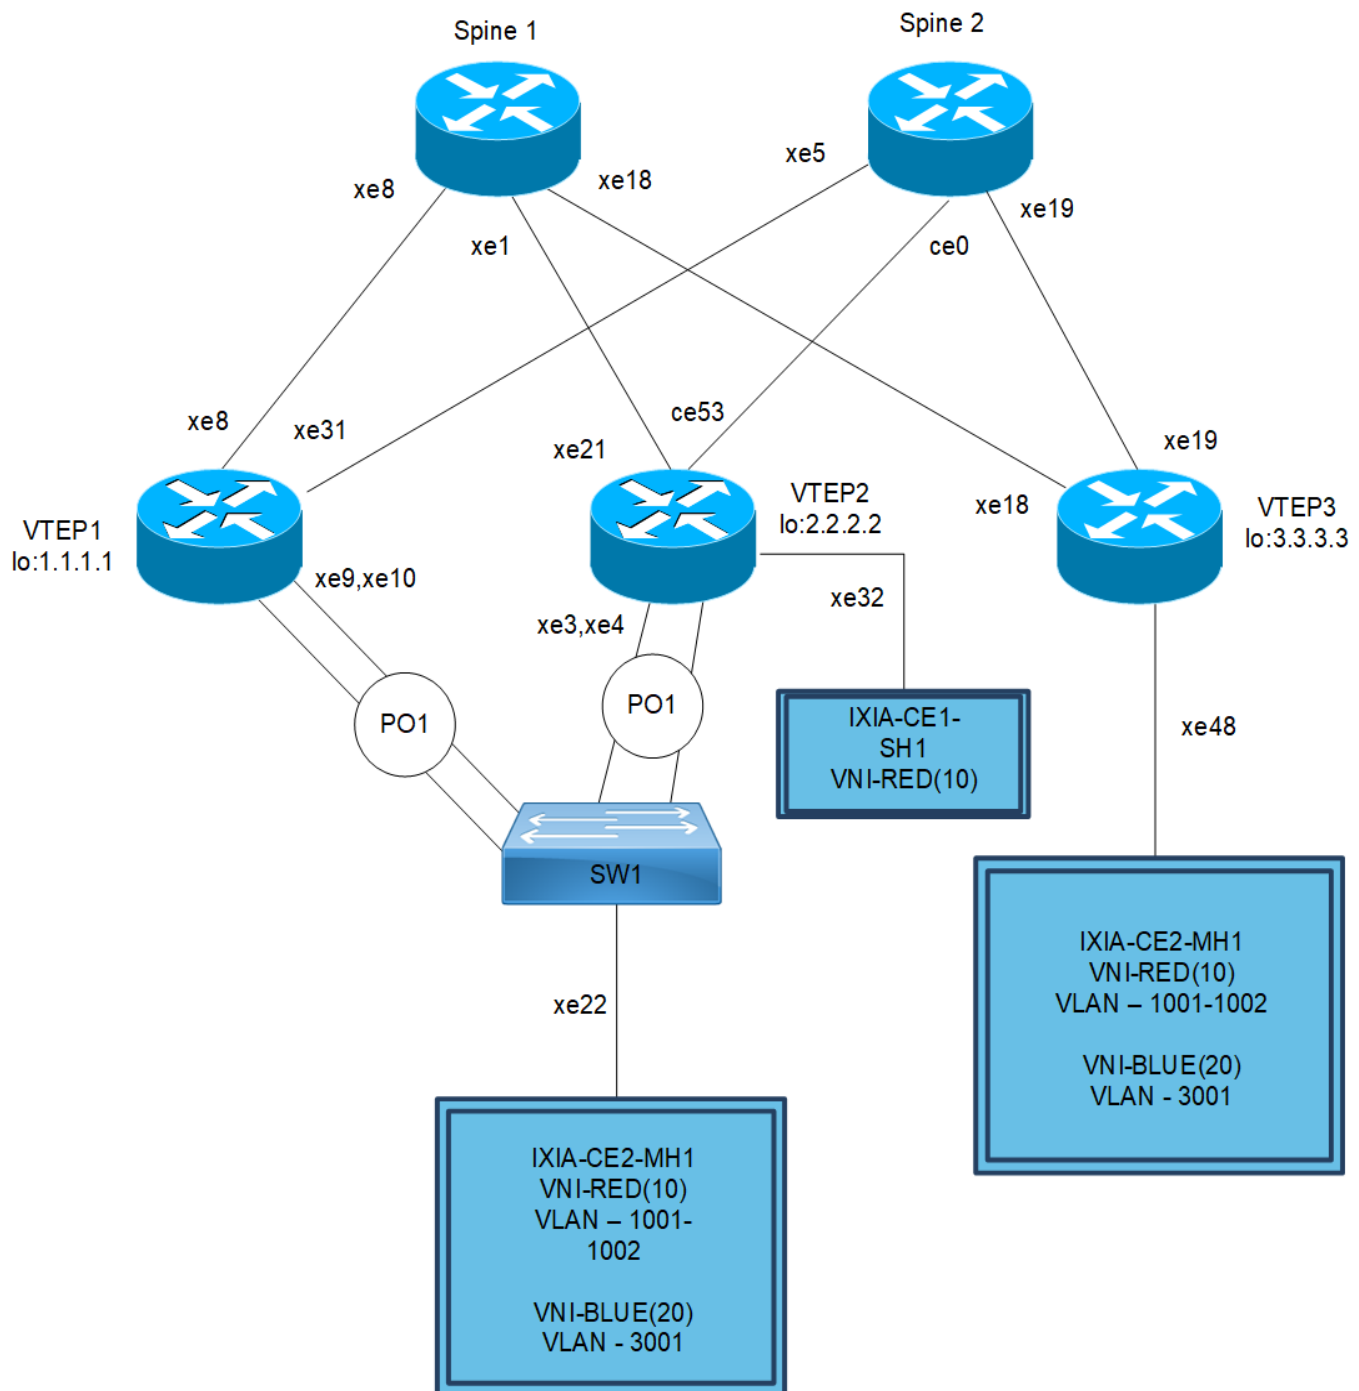 Spine 1
Spine 2
xe5
xe8
xe18
xe19
xe1
ce0
xe8
xe31
ce53
xe21
xe19
VTEP1
lo:1.1.1.1
VTEP2
lo:2.2.2.2
xe18
VTEP3
lo:3.3.3.3
xe9,xe10
xe3,xe4
xe32
PO1
PO1
IXIA-CE1-
SH1
VNI-RED(10)
xe48
SW1
xe22
IXIA-CE2-MH1
VNI-RED(10)
VLAN – 1001-1002
VNI-BLUE(20)
VLAN - 3001
IXIA-CE2-MH1
VNI-RED(10)
VLAN – 1001-
1002
VNI-BLUE(20)
VLAN - 3001